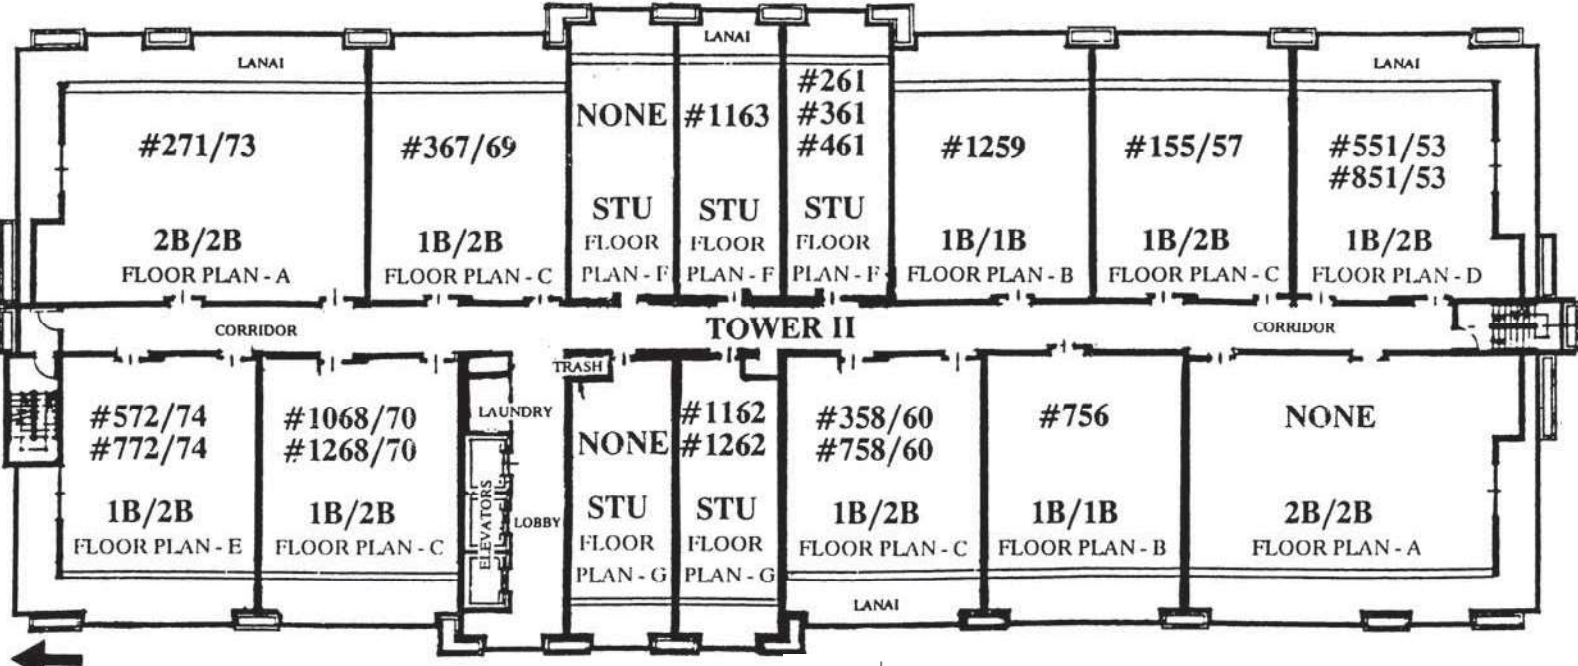 LANAI
#271/73
2B/2B
FLOOR PLAN - A
#367/69
1B/2B
FLOOR PLAN - C
NONE
STU
FLOOR
PLAN - F
LANAI
#1163
STU
FLOOR
PLAN - F
#261
#361
#461
STU
FLOOR
PLAN - F
#1259
1B/1B
FLOOR PLAN - B
#155/57
1B/2B
FLOOR PLAN - C
LANAI
#551/53
#851/53
1B/2B
FLOOR PLAN - D
CORRIDOR
TOWER II
CORRIDOR
#572/74
#772/74
1B/2B
FLOOR PLAN - E
#1068/70
#1268/70
1B/2B
FLOOR PLAN - C
LAUNDRY
ELEVATORS
LOBBY
TRASH
NONE
STU
FLOOR
PLAN - G
#1162
#1262
STU
FLOOR
PLAN - G
#358/60
#758/60
1B/2B
FLOOR PLAN - C
LANAI
#756
1B/1B
FLOOR PLAN - B
NONE
2B/2B
FLOOR PLAN - A